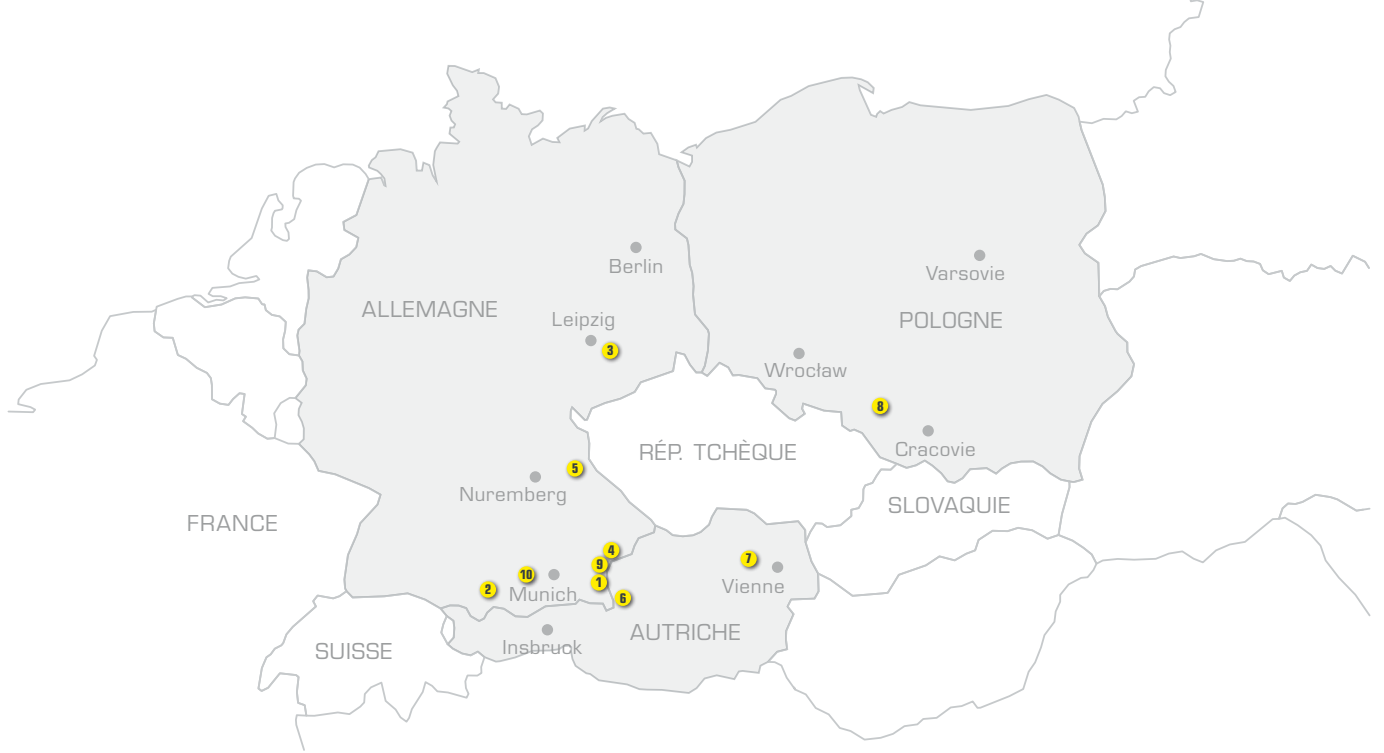 Berlin
Varsovie
ALLEMAGNE
Leipzig
POLOGNE
3
Wrocław
8
Cracovie
RÉP. TCHÈQUE
5
Nuremberg
SLOVAQUIE
FRANCE
4
7
9
10
1
2
Munich
Vienne
6
AUTRICHE
Insbruck
SUISSE